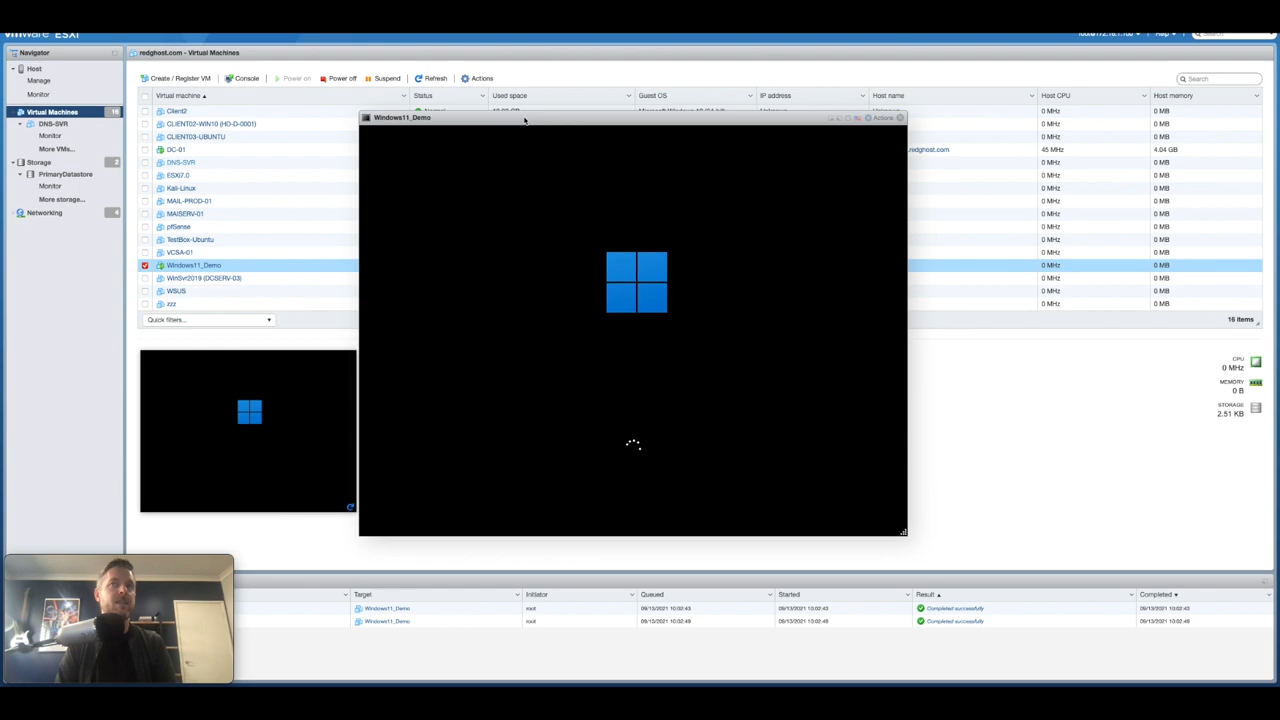 vmware ESXi
root@172.16.1.100 Help Search
Navigator
redghost.com - Virtual Machines
Host
Manage
Monitor
Virtual Machines 16
DNS-SVR
Monitor
More VMs...
Storage 2
PrimaryDatastore
Monitor
More storage...
Networking 4
Create / Register VM Console Power on Power off Suspend Refresh Actions Search
Virtual machine Status Used space Guest OS IP address Host name Host CPU Host memory
Client2 0 MHz 0 MB
CLIENT02-WIN10 (HD-D-0001) 0 MHz 0 MB
CLIENT03-UBUNTU 0 MHz 0 MB
DC-01 .redghost.com 45 MHz 4.04 GB
DNS-SVR 0 MHz 0 MB
ESXi7.0 0 MHz 0 MB
Kali-Linux 0 MHz 0 MB
MAIL-PROD-01 0 MHz 0 MB
MAISERV-01 0 MHz 0 MB
pfSense 0 MHz 0 MB
TestBox-Ubuntu 0 MHz 0 MB
VCSA-01 0 MHz 0 MB
Windows11_Demo 0 MHz 0 MB
WinSvr2019 (DCSERV-03) 0 MHz 0 MB
WSUS 0 MHz 0 MB
zzz 0 MHz 0 MB
Quick filters... 16 items
Windows11_Demo Actions
CPU
0 MHz
MEMORY
0 B
STORAGE
2.51 KB
Target Initiator Queued Started Result Completed
Windows11_Demo root 09/13/2021 10:02:43 09/13/2021 10:02:43 Completed successfully 09/13/2021 10:02:43
Windows11_Demo root 09/13/2021 10:02:49 09/13/2021 10:02:49 Completed successfully 09/13/2021 10:02:49